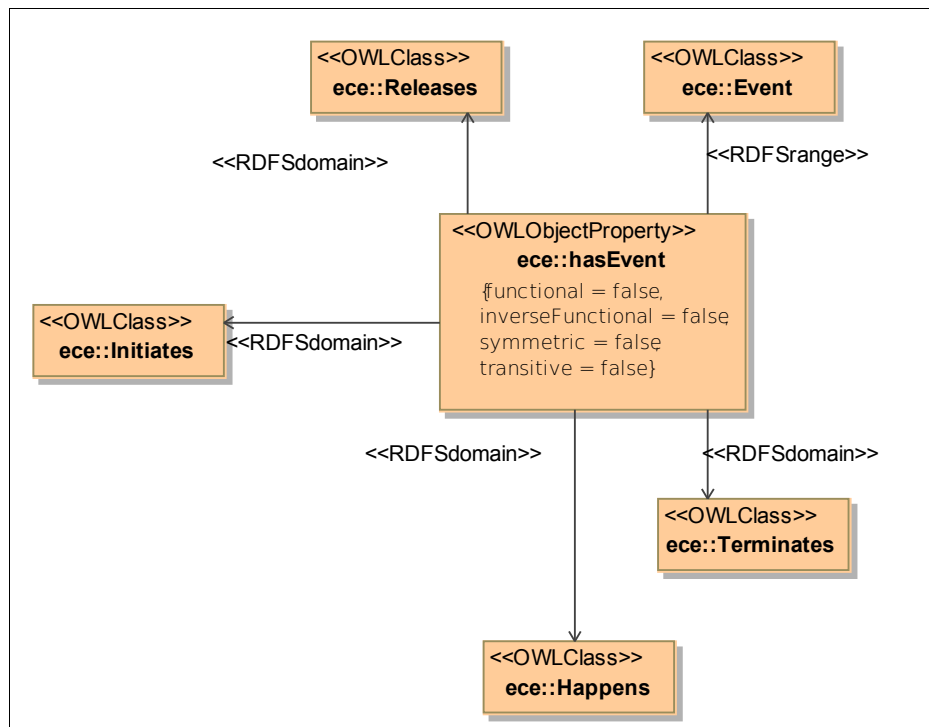 <<OWLClass>>
ece::Releases
<<OWLClass>>
ece::Event
<<RDFSdomain>>
<<RDFSrange>>
<<OWLObjectProperty>>
ece::hasEvent
{functional = false,
inverseFunctional = false,
symmetric = false,
transitive = false}
<<OWLClass>>
ece::Initiates
<<RDFSdomain>>
<<RDFSdomain>>
<<RDFSdomain>>
<<OWLClass>>
ece::Terminates
<<OWLClass>>
ece::Happens